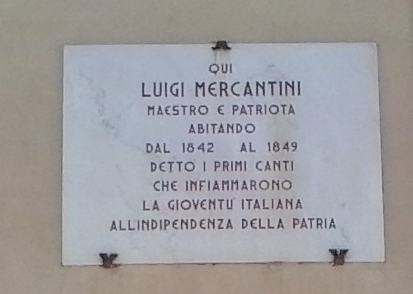 QUI
LUIGI MERCANTINI
MAESTRO E PATRIOTA
ABITANDO
DAL 1842 AL 1849
DETTÒ I PRIMI CANTI
CHE INFIAMMARONO
LA GIOVENTÙ ITALIANA
ALL'INDIPENDENZA DELLA PATRIA